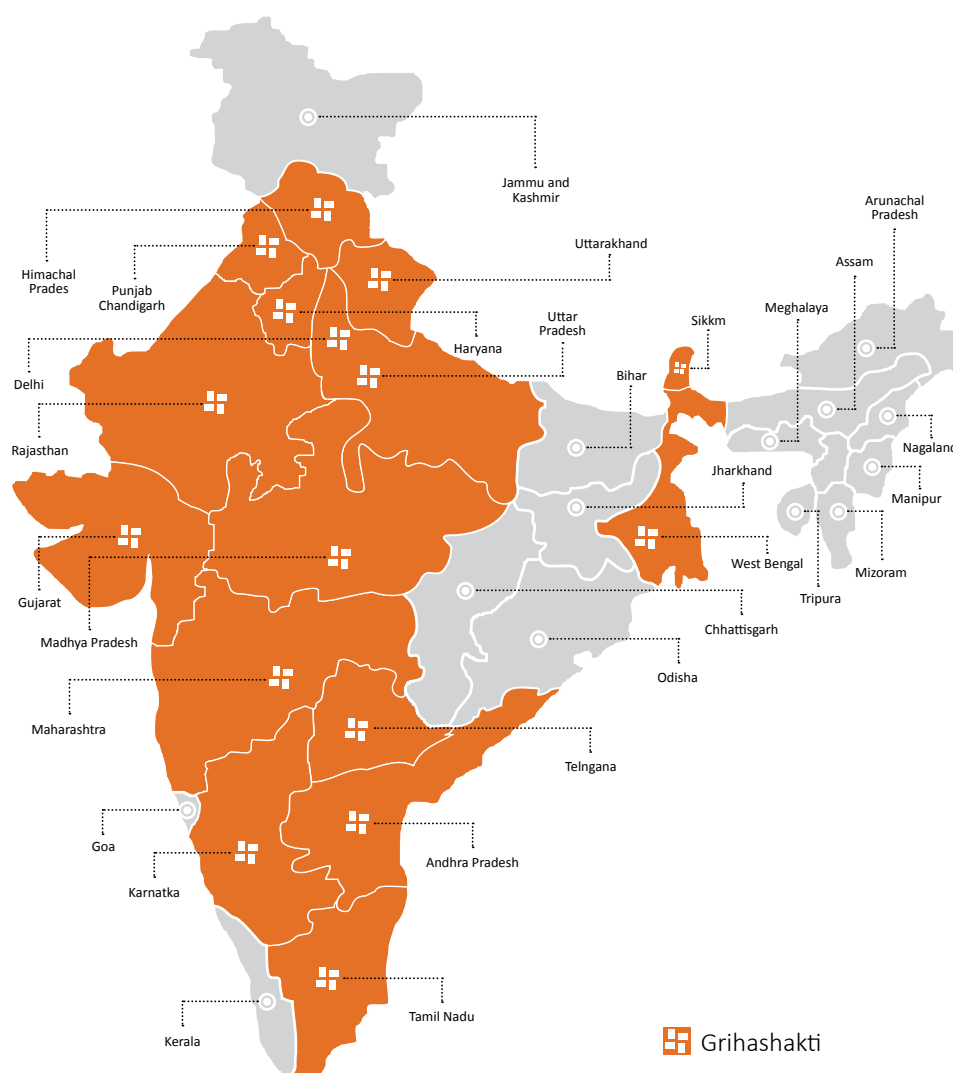 Jammu and
Kashmir
Arunachal
Pradesh
Himachal
Prades
Punjab
Chandigarh
Uttarakhand
Assam
Meghalaya
Uttar
Pradesh
Sikkm
Haryana
Delhi
Bihar
Rajasthan
Nagaland
Jharkhand
Manipur
West Bengal
Mizoram
Tripura
Gujarat
Chhattisgarh
Madhya Pradesh
Odisha
Maharashtra
Telngana
Goa
Andhra Pradesh
Karnatka
Tamil Nadu
Kerala
Grihashakti